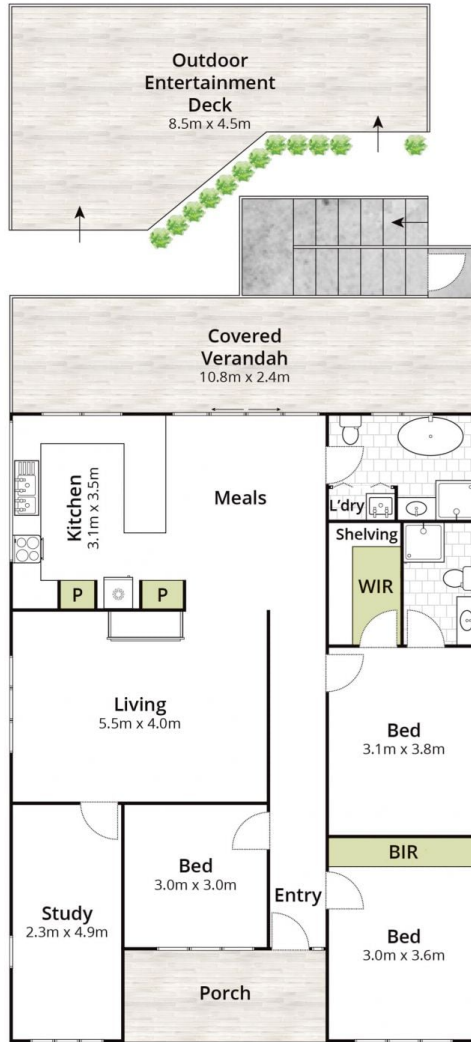 Outdoor
Entertainment
Deck
8.5m x 4.5m
Covered
Verandah
10.8m x 2.4m
Kitchen
3.1m x 3.5m
Meals
L'dry
Shelving
WIR
P
P
Living
5.5m x 4.0m
Bed
3.1m x 3.8m
BIR
Bed
3.0m x 3.0m
Entry
Study
2.3m x 4.9m
Bed
3.0m x 3.6m
Porch